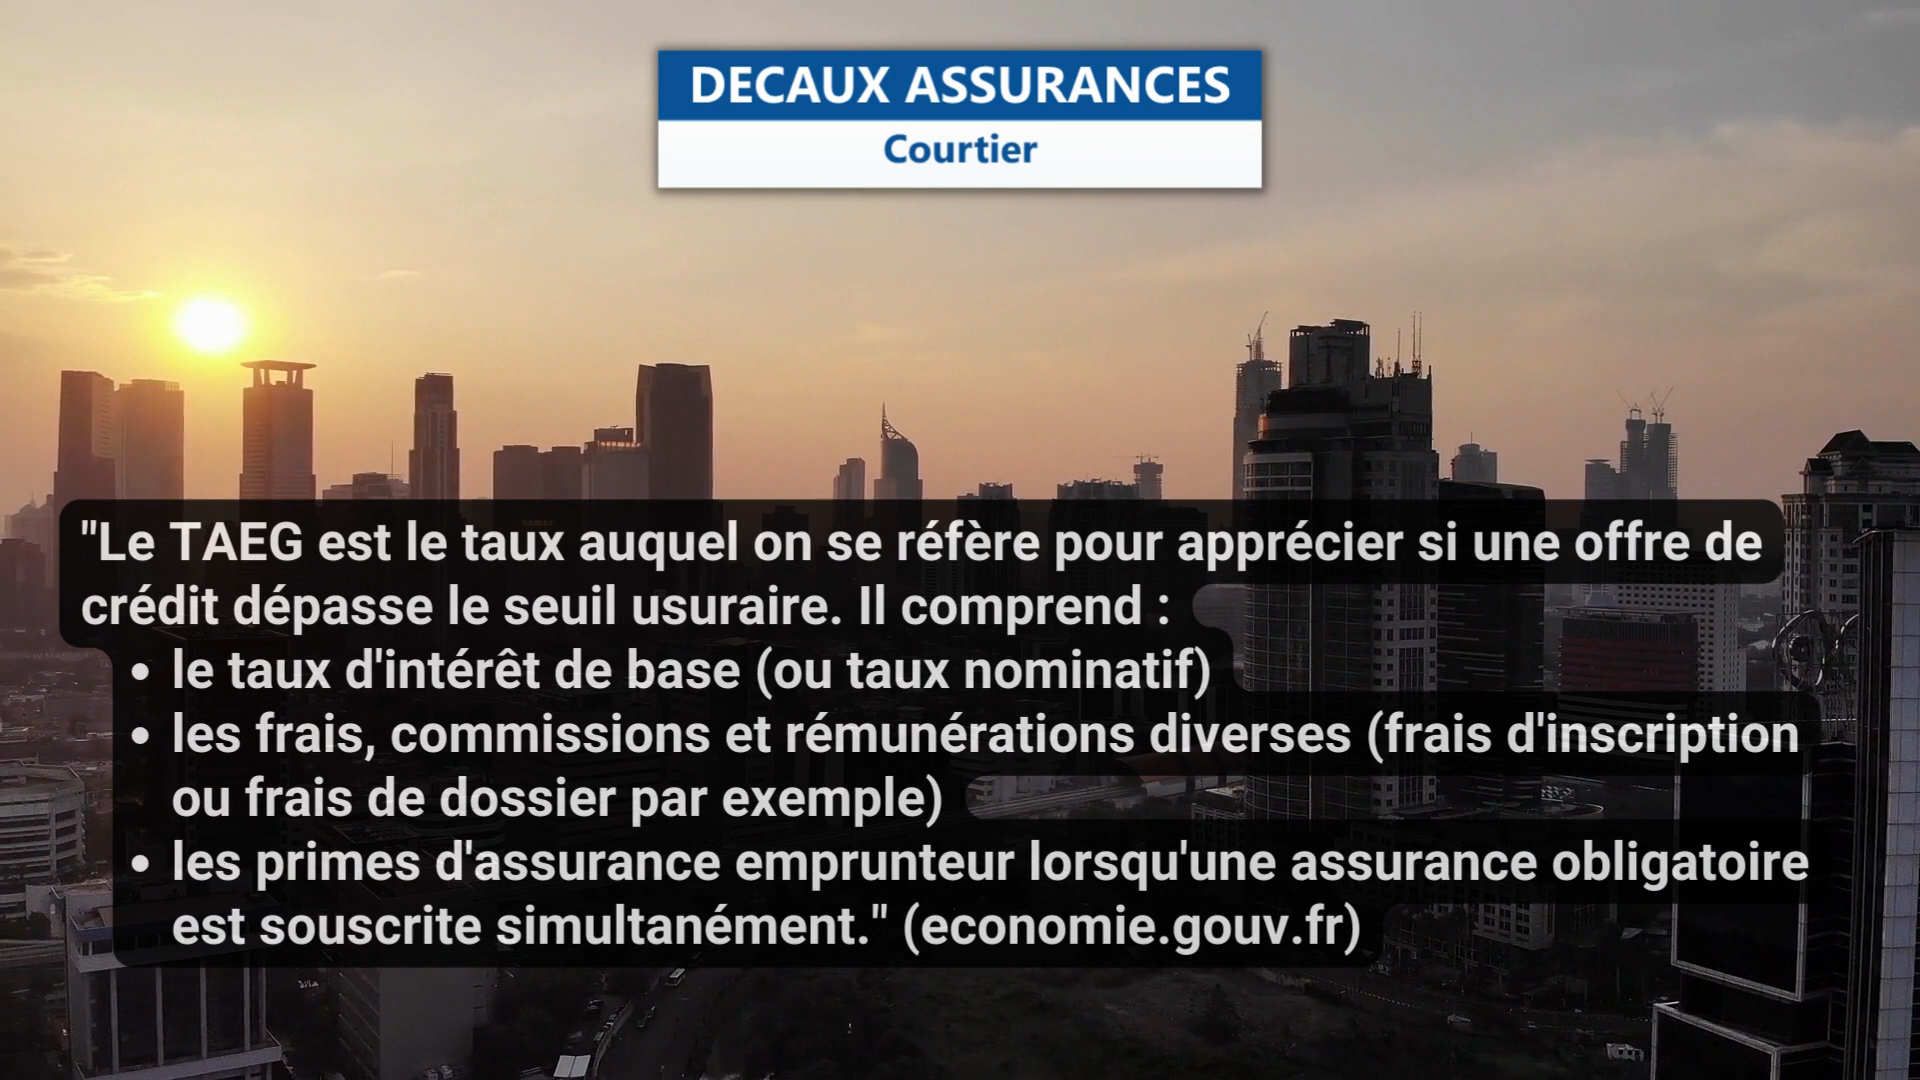 DECAUX ASSURANCES
Courtier
"Le TAEG est le taux auquel on se réfère pour apprécier si une offre de
crédit dépasse le seuil usuraire. Il comprend :
• le taux d'intérêt de base (ou taux nominatif)
• les frais, commissions et rémunérations diverses (frais d'inscription
ou frais de dossier par exemple)
• les primes d'assurance emprunteur lorsqu'une assurance obligatoire
est souscrite simultanément." (economie.gouv.fr)